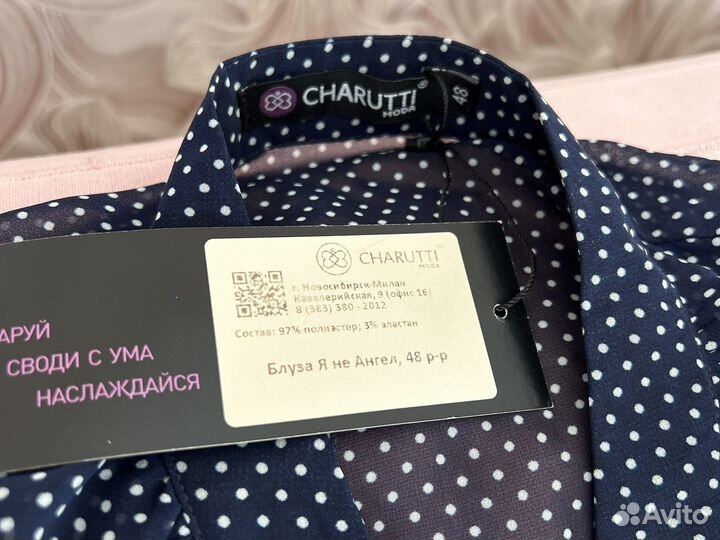 CHARUTTI
MODA
48
CHARUTTI
MODA
г. Новосибирск-Милан
Кавалерийская, 9 (офис 16)
8 (383) 380 - 2012
Состав: 97% полиэстер; 3% эластан
Блуза Я не Ангел, 48 р-р
АРУЙ
СВОДИ С УМА
НАСЛАЖДАЙСЯ
Avito